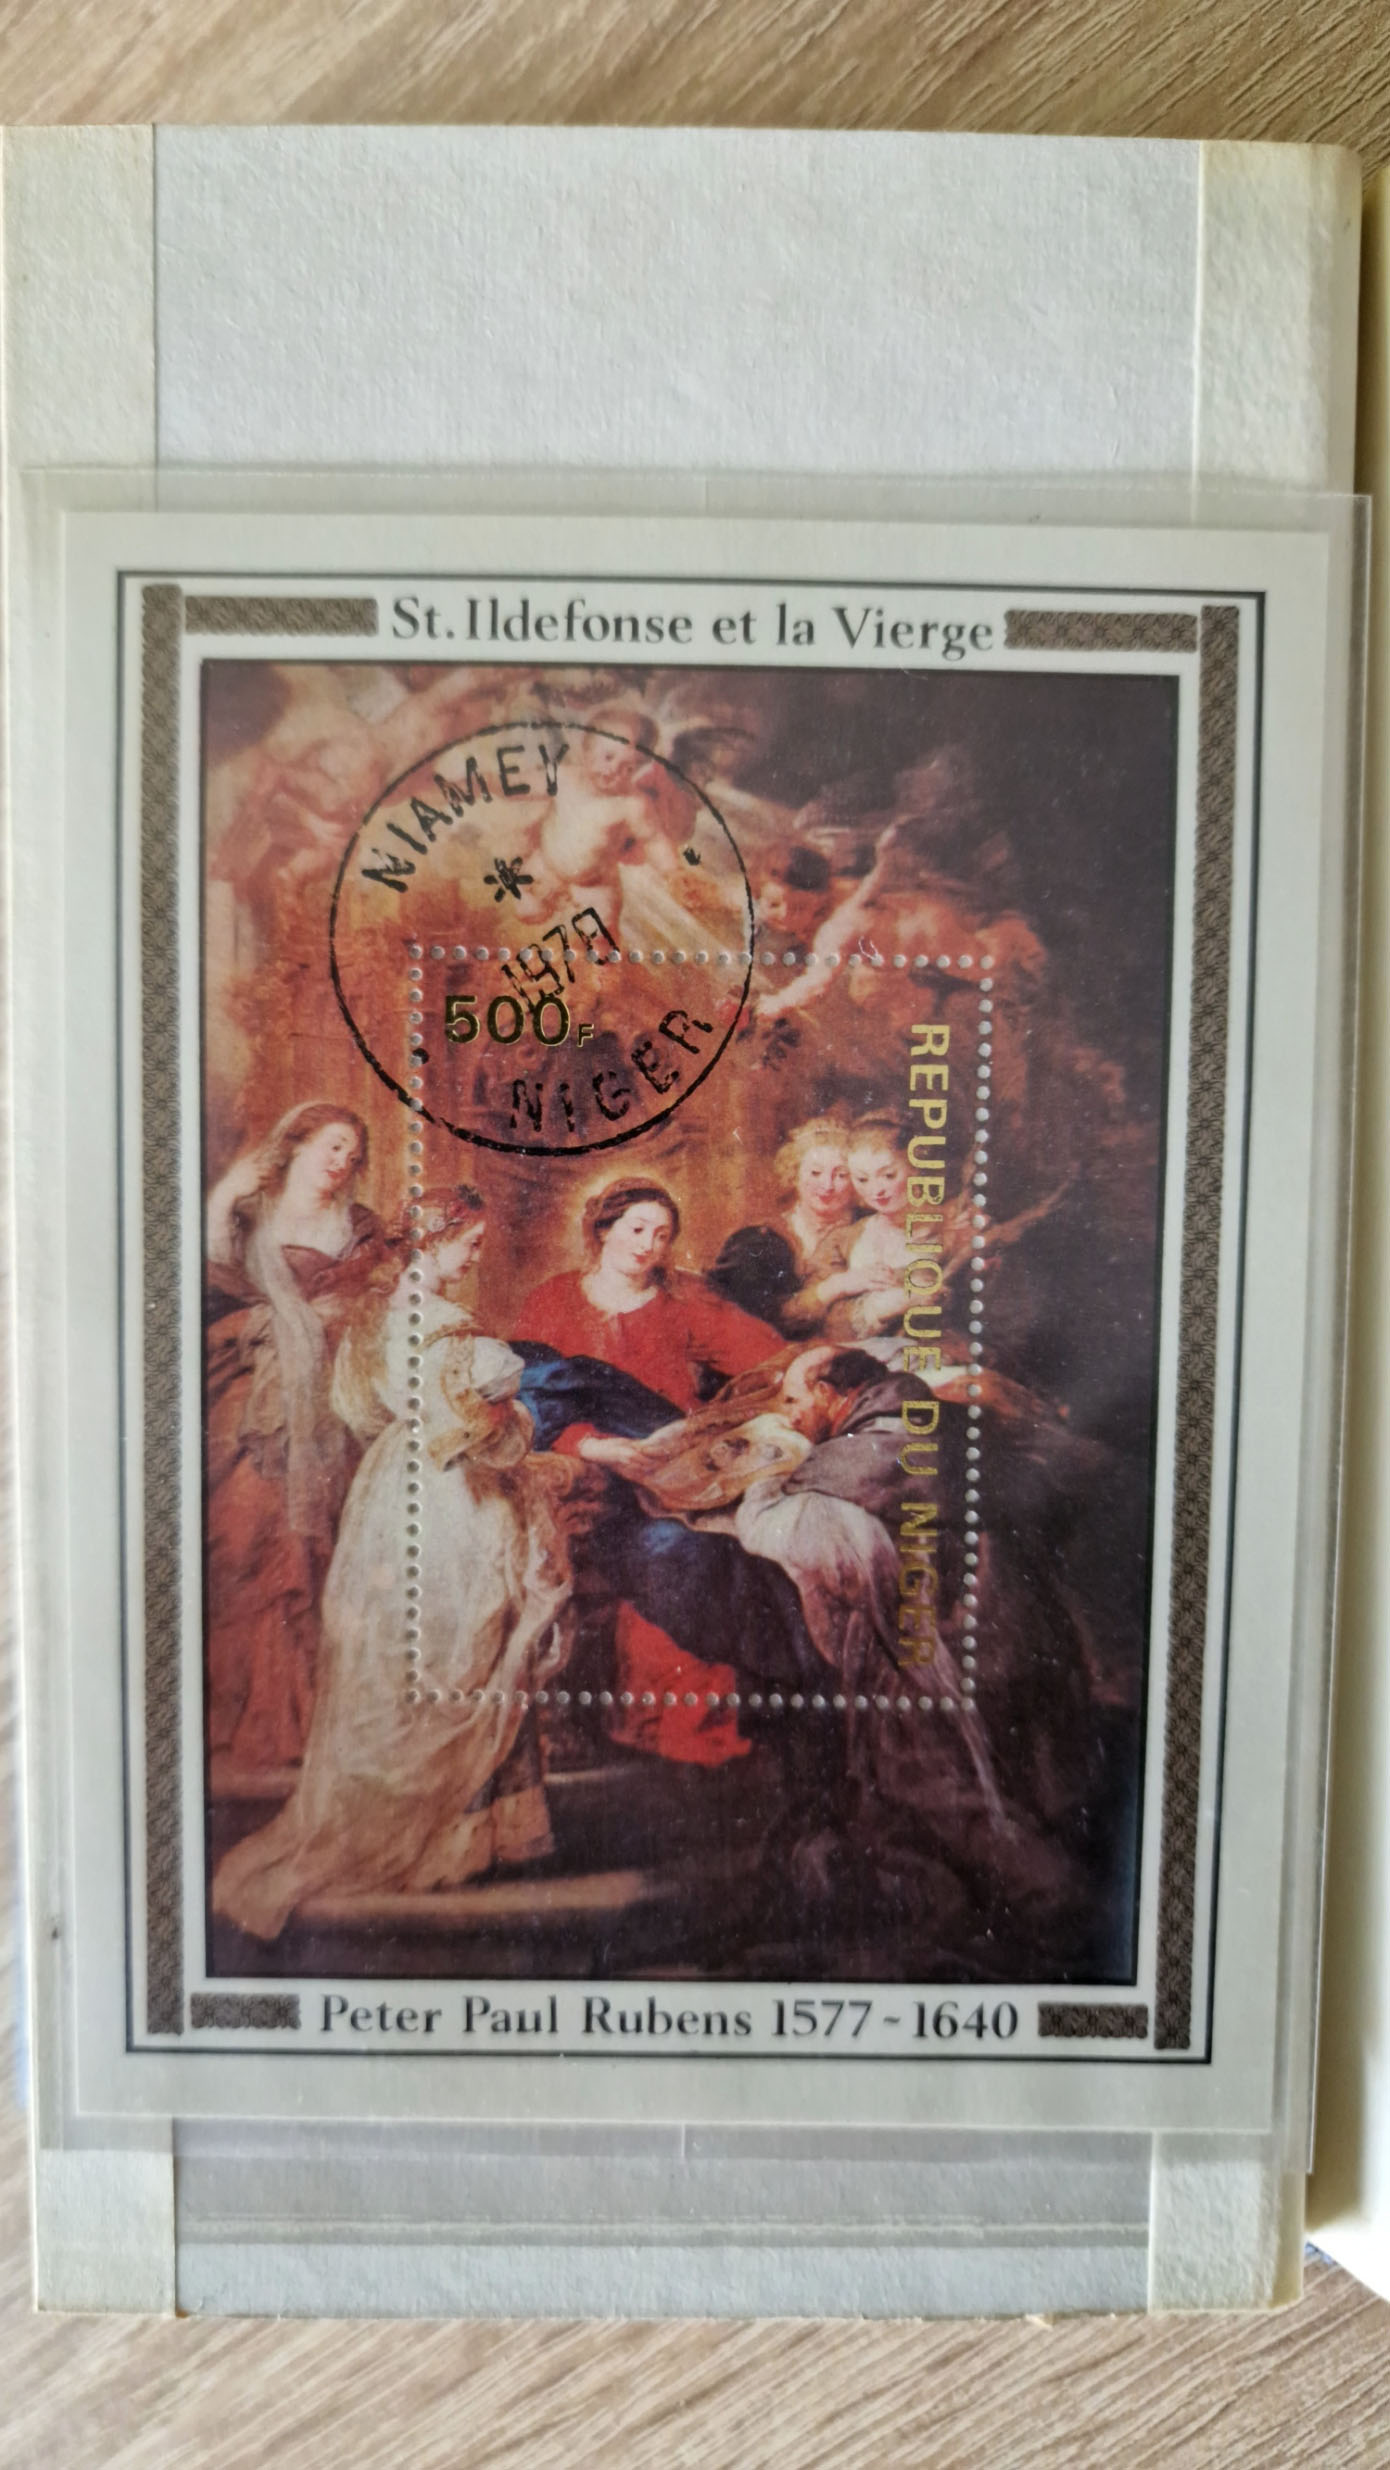 St. Ildefonse et la Vierge
NIAMEY
1978
500F
NIGER
REPUBLIQUE DU NIGER
Peter Paul Rubens 1577~1640